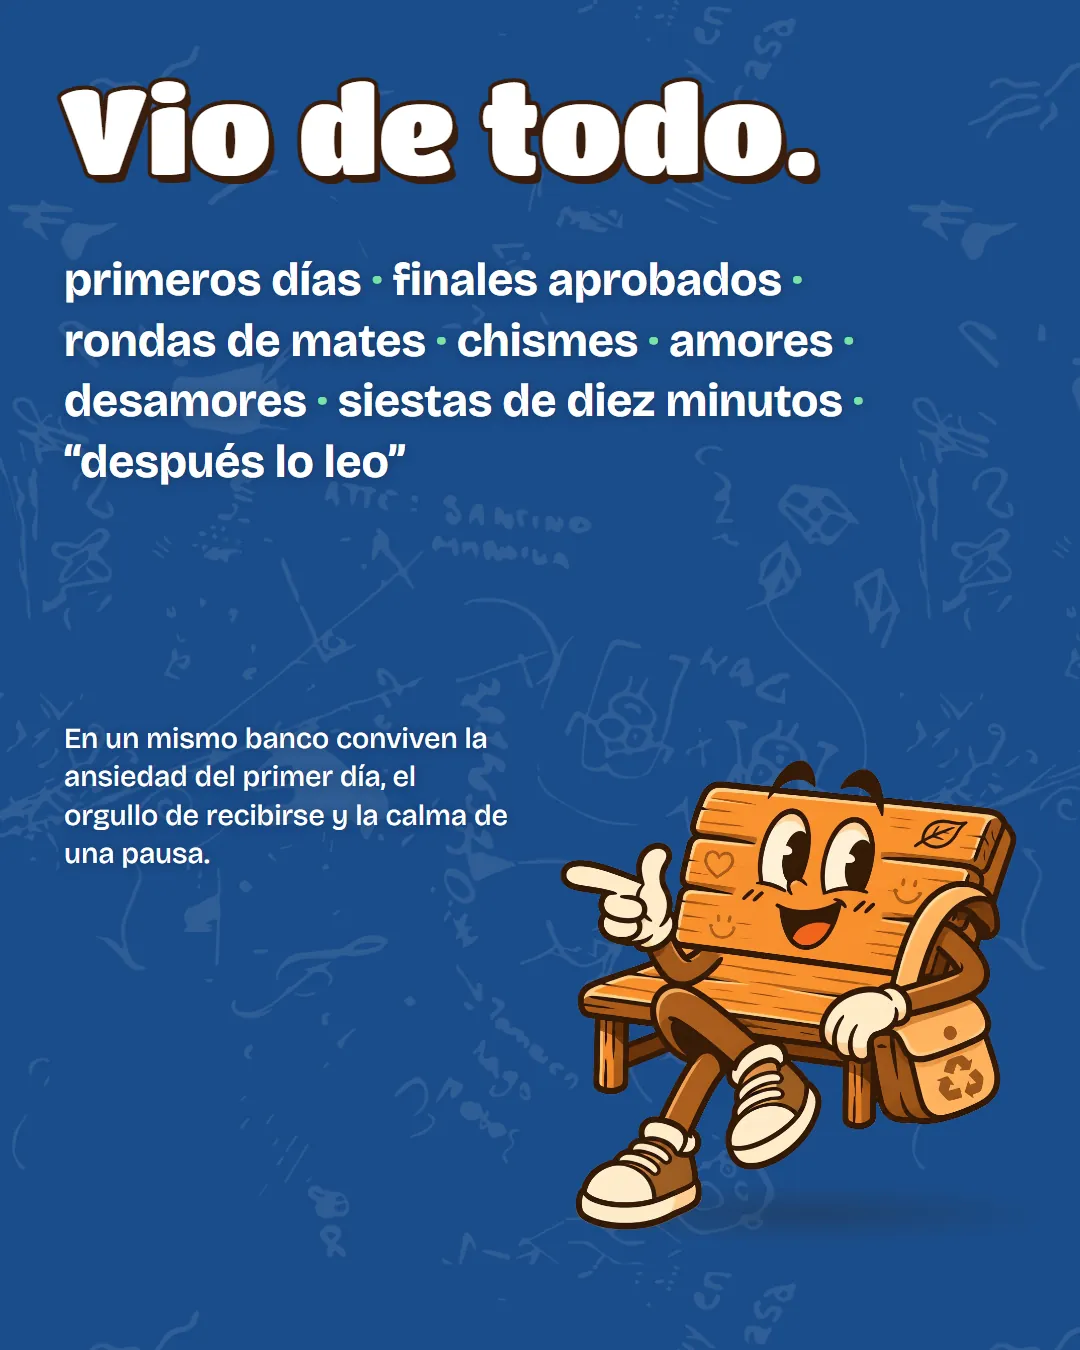 Vio de todo.
primeros días · finales aprobados ·
rondas de mates · chismes · amores ·
desamores · siestas de diez minutos ·
“después lo leo”
ATTE: SANTINO
En un mismo banco conviven la
ansiedad del primer día, el
orgullo de recibirse y la calma de
una pausa.